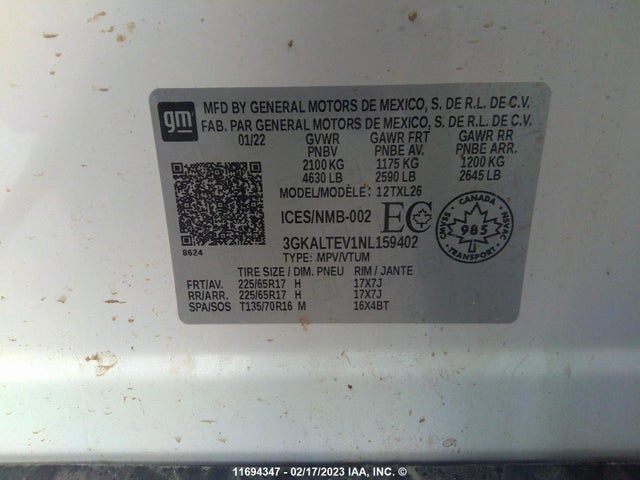 gm
MFD BY GENERAL MOTORS DE MEXICO, S. DE R.L. DE C.V.
FAB. PAR GENERAL MOTORS DE MEXICO, S. DE R.L. DE C.V.
01/22 GVWR GAWR FRT GAWR RR
PNBV PNBE AV. PNBE ARR.
2100 KG 1175 KG 1200 KG
4630 LB 2590 LB 2645 LB
MODEL/MODÈLE: 12TXL26
ICES/NMB-002 EC
CANADA
985
TRANSPORT
8624
3GKALTEV1NL159402
TYPE: MPV/VTUM
TIRE SIZE / DIM. PNEU RIM / JANTE
FRT/AV. 225/65R17 H 17X7J
RR/ARR. 225/65R17 H 17X7J
SPA/SOS T135/70R16 M 16X4BT
11694347 - 02/17/2023 IAA, INC. ©